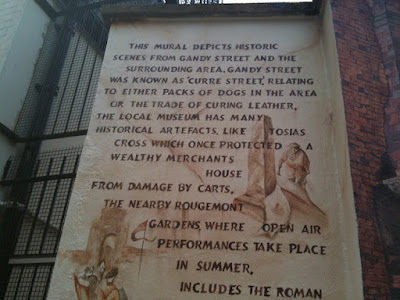 THIS MURAL DEPICTS HISTORIC
SCENES FROM GANDY STREET AND THE
SURROUNDING AREA. GANDY STREET
WAS KNOWN AS 'CURRE STREET', RELATING
TO EITHER PACKS OF DOGS IN THE AREA
OR THE TRADE OF CURING LEATHER.
THE LOCAL MUSEUM HAS MANY
HISTORICAL ARTEFACTS, LIKE TOSIAS
CROSS WHICH ONCE PROTECTED A
WEALTHY MERCHANTS
HOUSE
FROM DAMAGE BY CARTS.
THE NEARBY ROUGEMONT
GARDENS, WHERE OPEN AIR
PERFORMANCES TAKE PLACE
IN SUMMER,
INCLUDES THE ROMAN